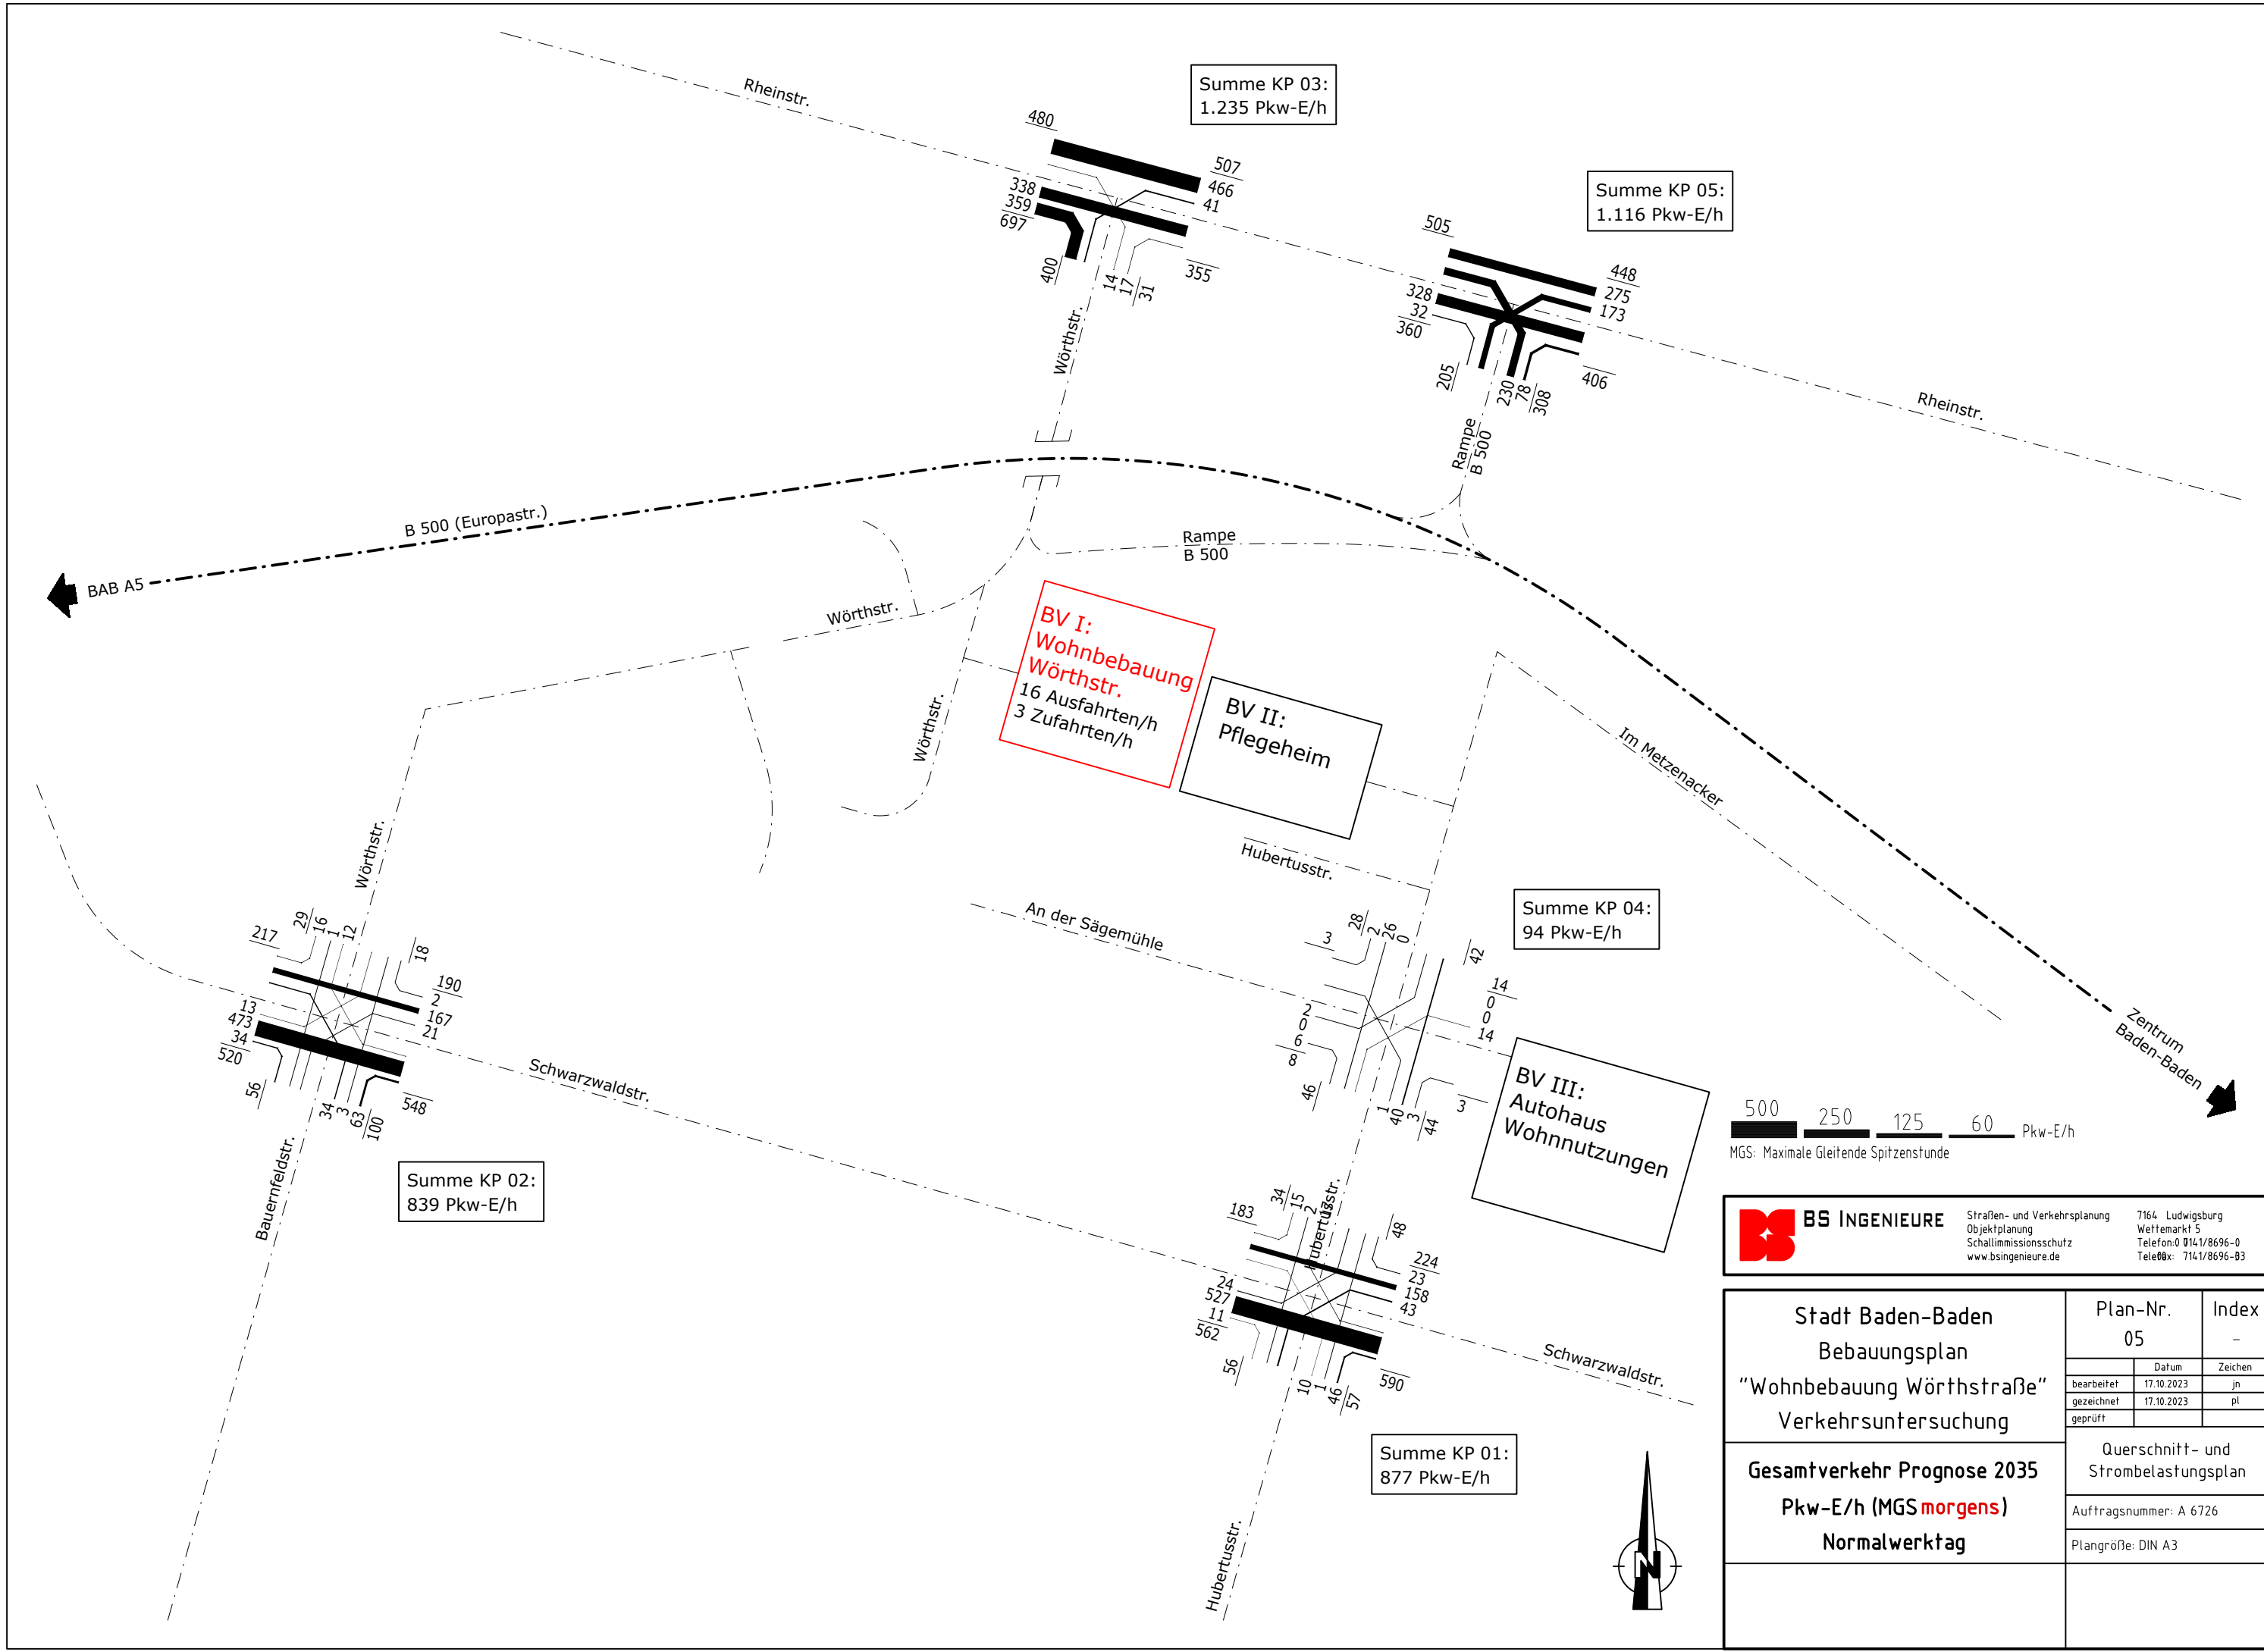 Rheinstr.
Summe KP 03:
1.235 Pkw-E/h
480
507
466
41
338
359
697
400
14
17
31
355
Wörthstr.
Summe KP 05:
1.116 Pkw-E/h
505
448
275
173
328
32
360
205
230
78
308
406
Rampe
B 500
Rheinstr.
B 500 (Europastr.)
BAB A5
Rampe
B 500
Wörthstr.
BV I:
Wohnbebauung
Wörthstr.
16 Ausfahrten/h
3 Zufahrten/h
BV II:
Pflegeheim
Wörthstr.
Im Metzenacker
Hubertusstr.
An der Sägemühle
Wörthstr.
Summe KP 04:
94 Pkw-E/h
28
2
26
0
3
42
14
0
0
14
2
0
6
8
46
1
40
3
44
3
217
29
16
1
12
18
190
2
167
21
13
473
34
520
56
34
3
63
100
548
Schwarzwaldstr.
Bauernfeldstr.
Summe KP 02:
839 Pkw-E/h
BV III:
Autohaus
Wohnnutzungen
Zentrum
Baden-Baden
183
34
15
2
17
Hubertusstr.
48
224
23
158
43
24
527
11
562
56
10
1
46
57
590
Schwarzwaldstr.
Summe KP 01:
877 Pkw-E/h
Hubertusstr.
N
500 250 125 60 Pkw-E/h
MGS: Maximale Gleitende Spitzenstunde
BS INGENIEURE
Straßen- und Verkehrsplanung
Objektplanung
Schallimmissionsschutz
www.bsingenieure.de
7164 Ludwigsburg
Wettemarkt 5
Stadt Baden-Baden
Bebauungsplan
"Wohnbebauung Wörthstraße"
Verkehrsuntersuchung
Plan-Nr. Index
05 -
Datum Zeichen
bearbeitet 17.10.2023 jn
gezeichnet 17.10.2023 pl
geprüft
Gesamtverkehr Prognose 2035
Pkw-E/h (MGS morgens)
Normalwerktag
Querschnitt- und
Strombelastungsplan
Auftragsnummer: A 6726
Plangröße: DIN A3